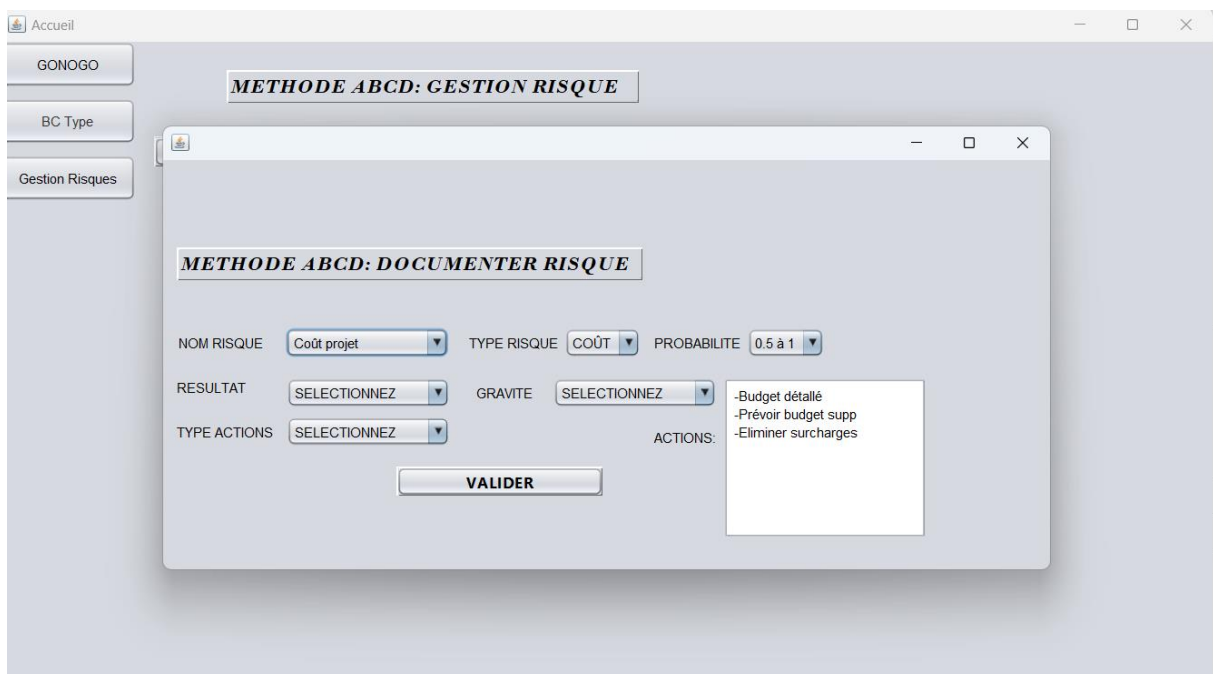 Accueil
GONOGO
METHODE ABCD: GESTION RISQUE
BC Type
Gestion Risques
METHODE ABCD: DOCUMENTER RISQUE
NOM RISQUE Coût projet TYPE RISQUE COÛT PROBABILITE 0.5 à 1
RESULTAT SELECTIONNEZ GRAVITE SELECTIONNEZ
TYPE ACTIONS SELECTIONNEZ ACTIONS:
-Budget détallé
-Prévoir budget supp
-Eliminer surcharges
VALIDER